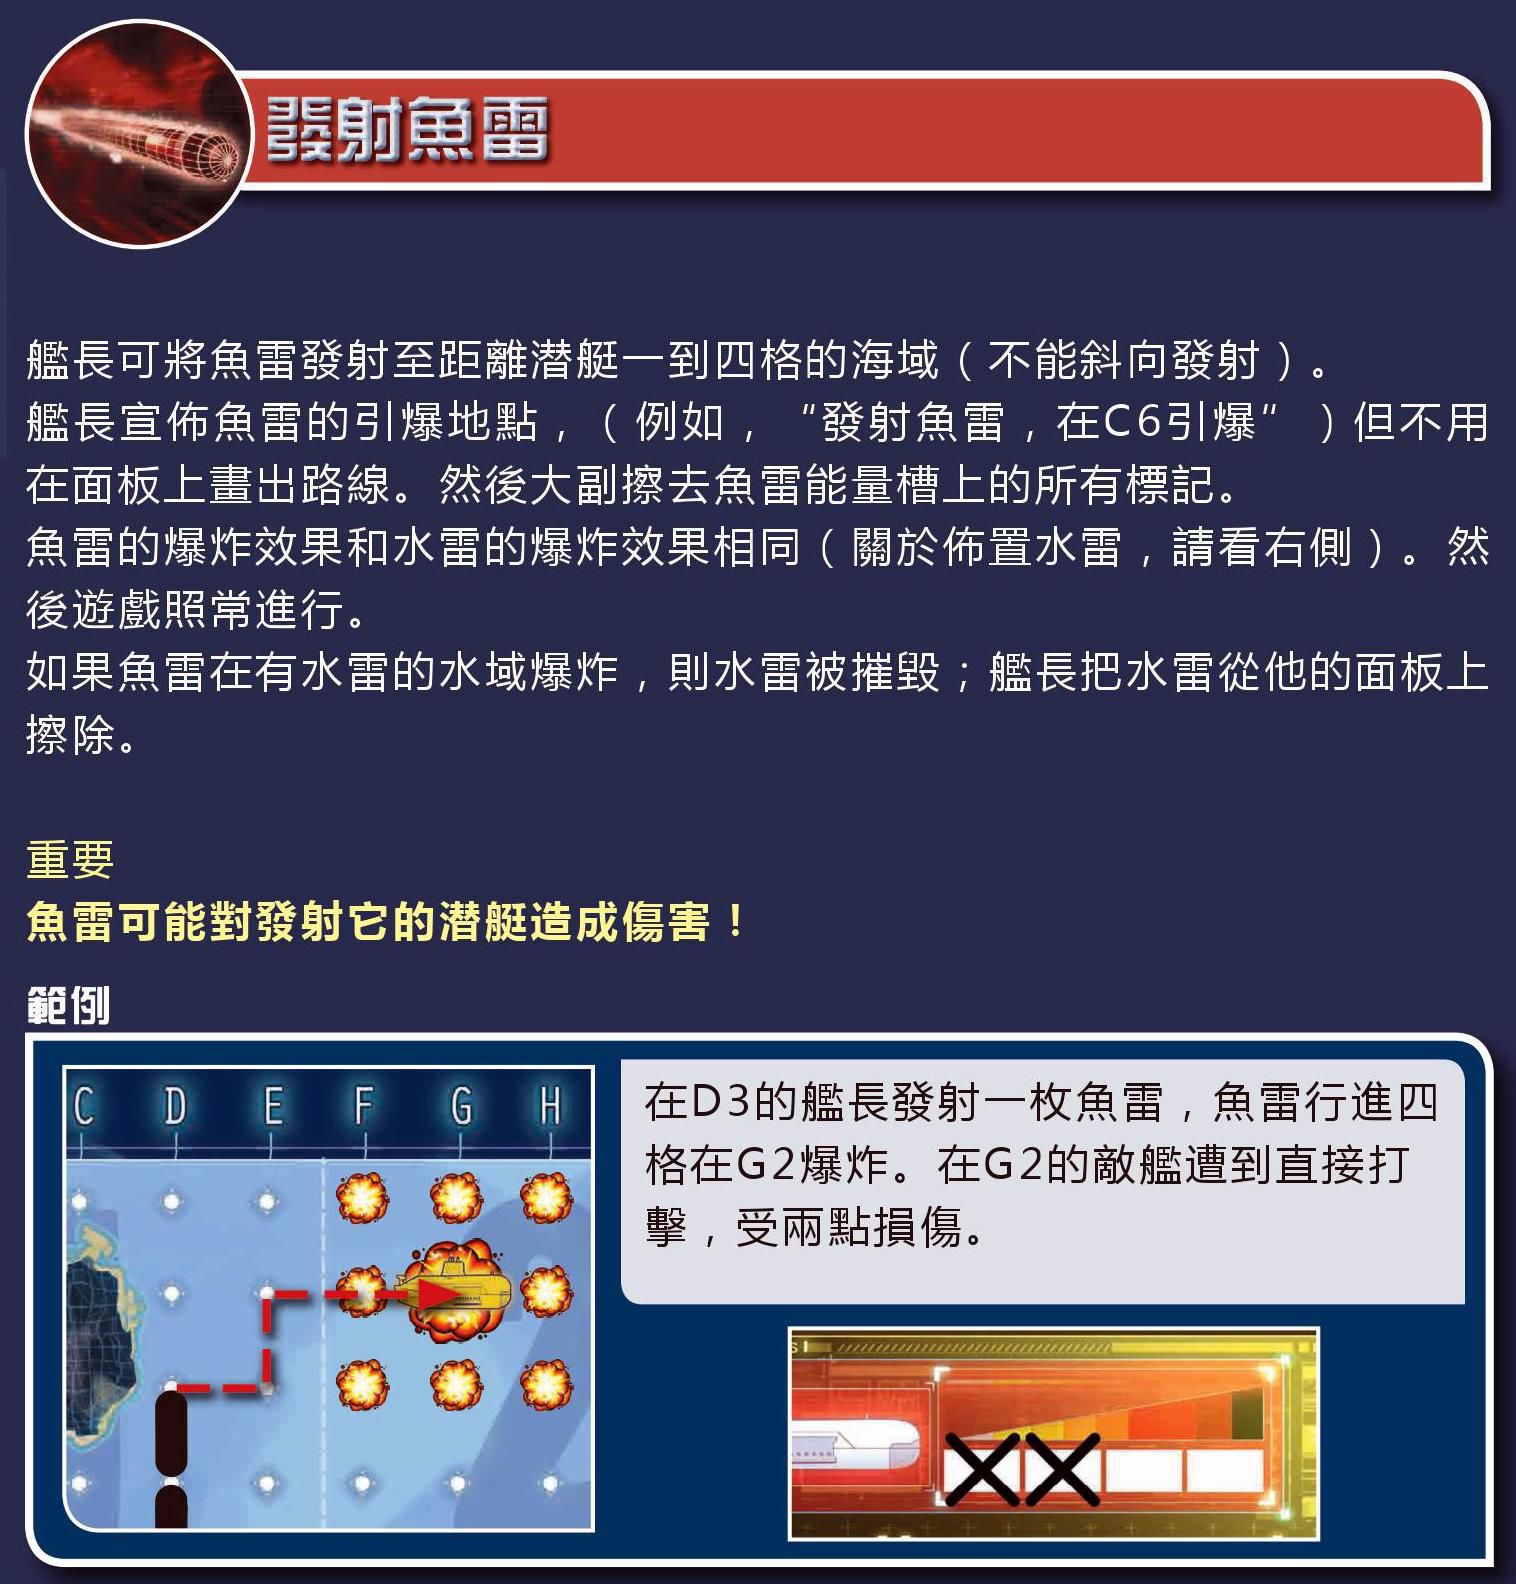 發射魚雷
艦長可將魚雷發射至距離潜艇一到四格的海域（不能斜向發射）。
艦長宣佈魚雷的引爆地點，（例如，“發射魚雷，在C6引爆”）但不用
在面板上畫出路線。然後大副擦去魚雷能量槽上的所有標記。
魚雷的爆炸效果和水雷的爆炸效果相同（關於佈置水雷，請看右側）。然
後遊戲照常進行。
如果魚雷在有水雷的水域爆炸，則水雷被摧毀；艦長把水雷從他的面板上
擦除。
重要
魚雷可能對發射它的潜艇造成傷害！
範例
C D E F G H
在D3的艦長發射一枚魚雷，魚雷行進四
格在G2爆炸。在G2的敵艦遭到直接打
擊，受兩點損傷。